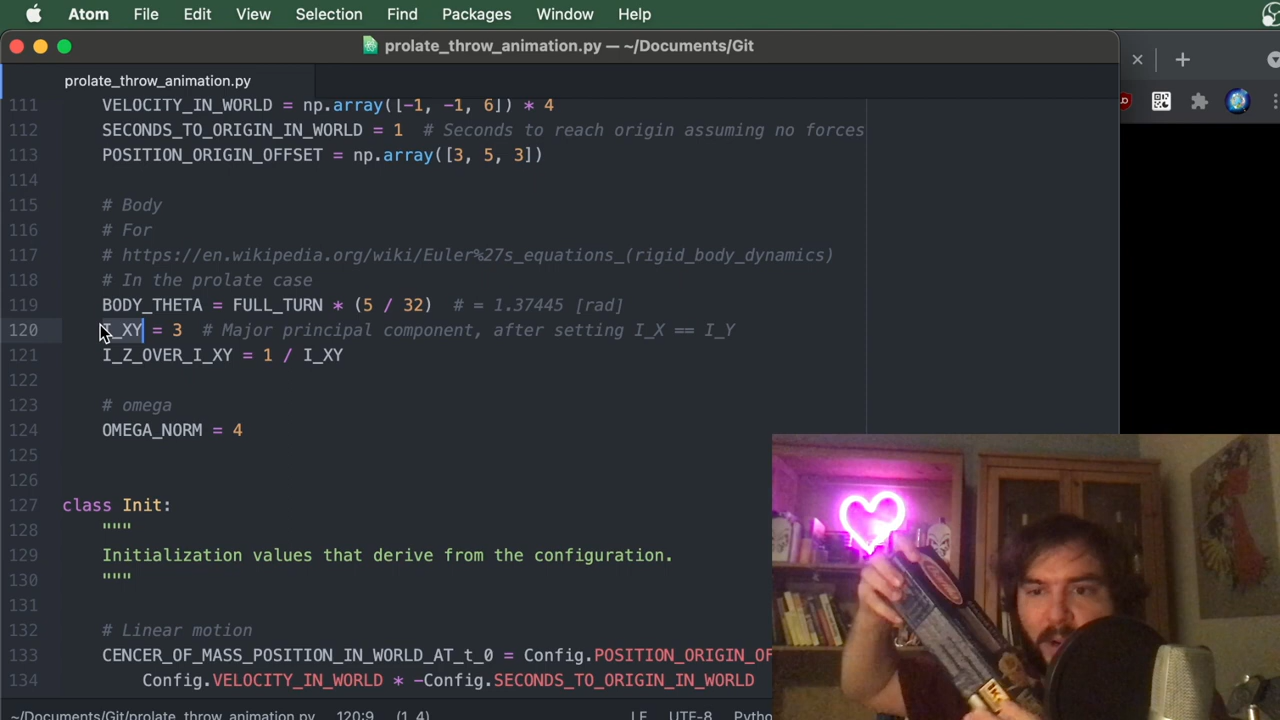 Atom File Edit View Selection Find Packages Window Help
prolate_throw_animation.py — ~/Documents/Git
prolate_throw_animation.py
111 VELOCITY_IN_WORLD = np.array([-1, -1, 6]) * 4
112 SECONDS_TO_ORIGIN_IN_WORLD = 1 # Seconds to reach origin assuming no forces
113 POSITION_ORIGIN_OFFSET = np.array([3, 5, 3])
114
115 # Body
116 # For
117 # https://en.wikipedia.org/wiki/Euler%27s_equations_(rigid_body_dynamics)
118 # In the prolate case
119 BODY_THETA = FULL_TURN * (5 / 32) # = 1.37445 [rad]
120 I_XY = 3 # Major principal component, after setting I_X == I_Y
121 I_Z_OVER_I_XY = 1 / I_XY
122
123 # omega
124 OMEGA_NORM = 4
125
126
127 class Init:
128 """
129 Initialization values that derive from the configuration.
130 """
131
132 # Linear motion
133 CENCER_OF_MASS_POSITION_IN_WORLD_AT_t_0 = Config.POSITION_ORIGIN_OF
134 Config.VELOCITY_IN_WORLD * -Config.SECONDS_TO_ORIGIN_IN_WORLD
~/Documents/Git/prolate_throw_animation.py 120:9 (1, 4) LF UTF-8 Python